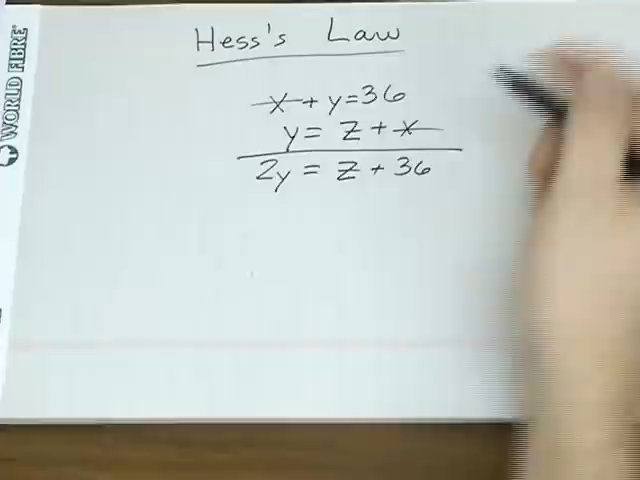 Hess's Law
x + y = 36
y = z + x
2y = z + 36
WORLD FIBRE